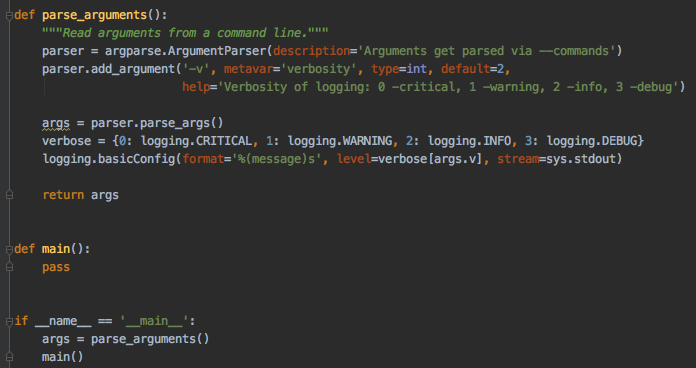 def parse_arguments():
    """Read arguments from a command line."""
    parser = argparse.ArgumentParser(description='Arguments get parsed via --commands')
    parser.add_argument('-v', metavar='verbosity', type=int, default=2,
                        help='Verbosity of logging: 0 -critical, 1 -warning, 2 -info, 3 -debug')

    args = parser.parse_args()
    verbose = {0: logging.CRITICAL, 1: logging.WARNING, 2: logging.INFO, 3: logging.DEBUG}
    logging.basicConfig(format='%(message)s', level=verbose[args.v], stream=sys.stdout)

    return args


def main():
    pass


if __name__ == '__main__':
    args = parse_arguments()
    main()